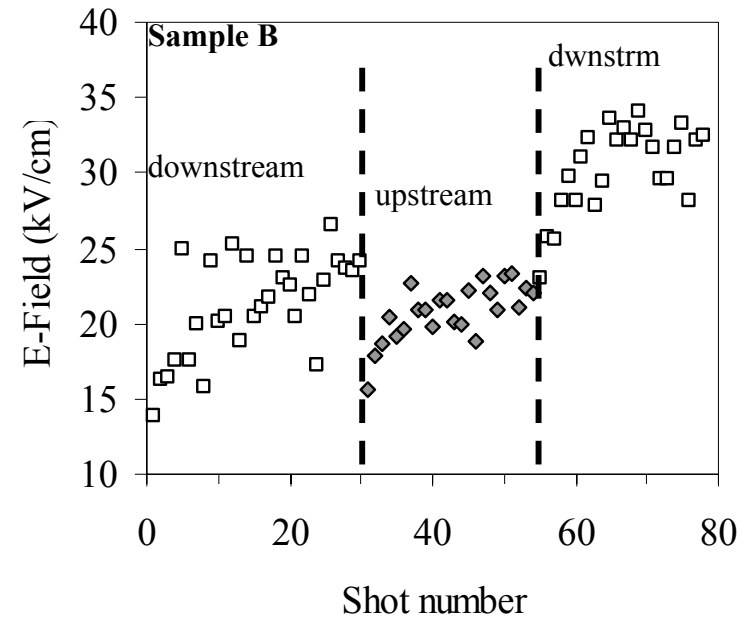 Sample B
dwnstrm
downstream
upstream
E-Field (kV/cm)
40
35
30
25
20
15
10
0 20 40 60 80
Shot number